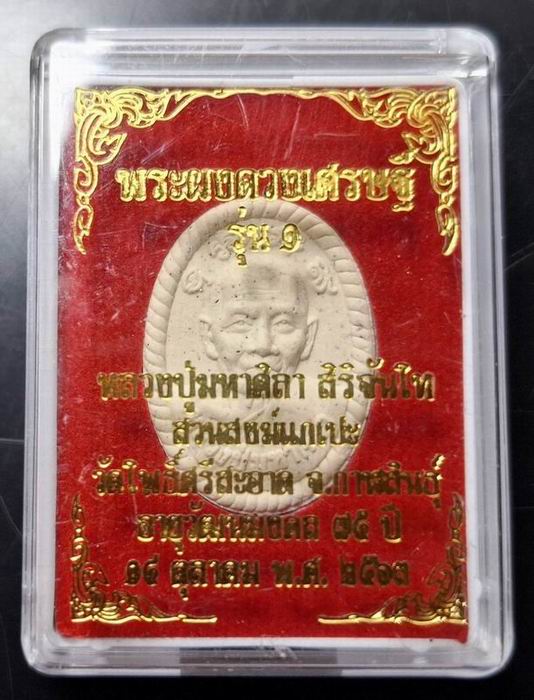 พระผงดวงเศรษฐี
รุ่น ๑
หลวงปู่มหาศิลา สิริจันโท
สวนสงฆ์แกเปะ
วัดโพธิ์ศรีสะอาด จ.กาฬสินธุ์
อายุวัฒนมงคล ๗๕ ปี
๑๔ ตุลาคม พ.ศ. ๒๕๖๓